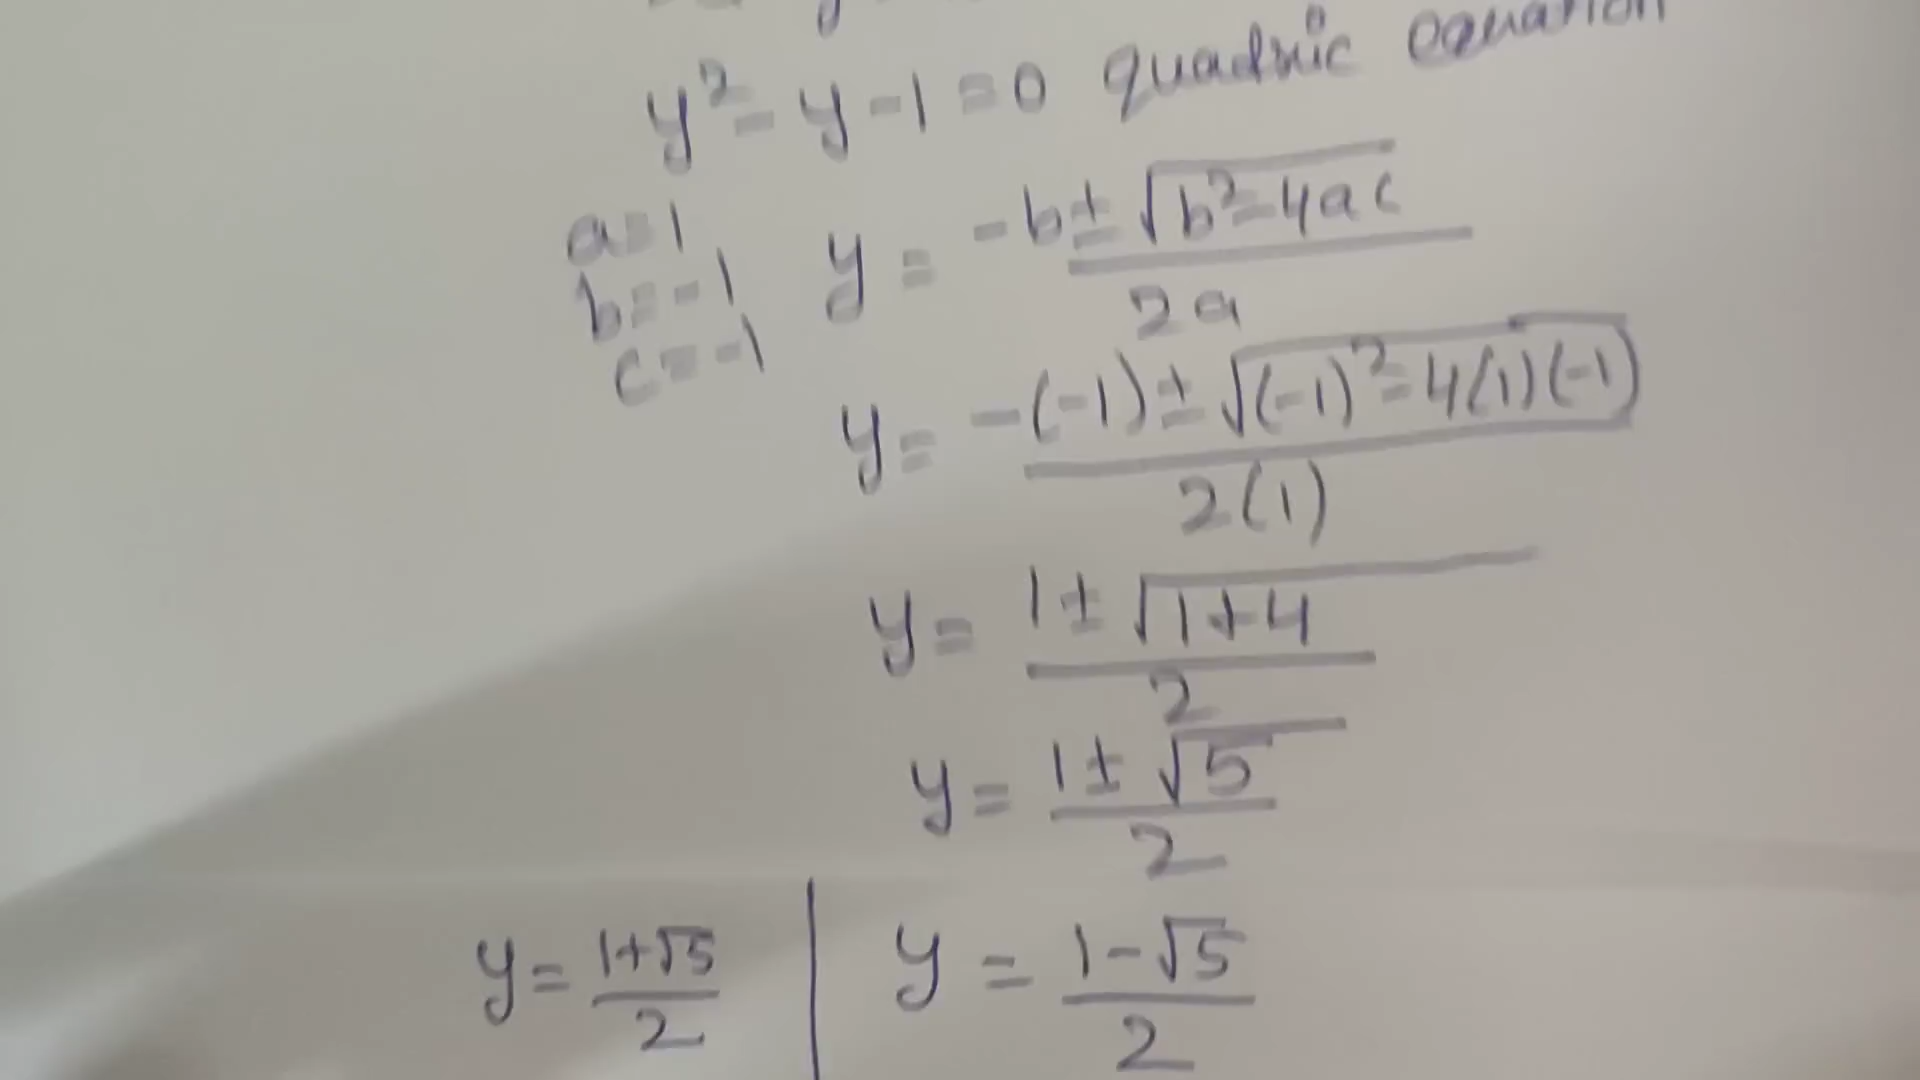 y² - y - 1 = 0 quadric equation
a = 1
b = -1
c = -1
y = -b ± √(b² - 4ac) / 2a
y = -(-1) ± √((-1)² - 4(1)(-1)) / 2(1)
y = 1 ± √(1 + 4) / 2
y = 1 ± √5 / 2
y = 1 + √5 / 2 | y = 1 - √5 / 2